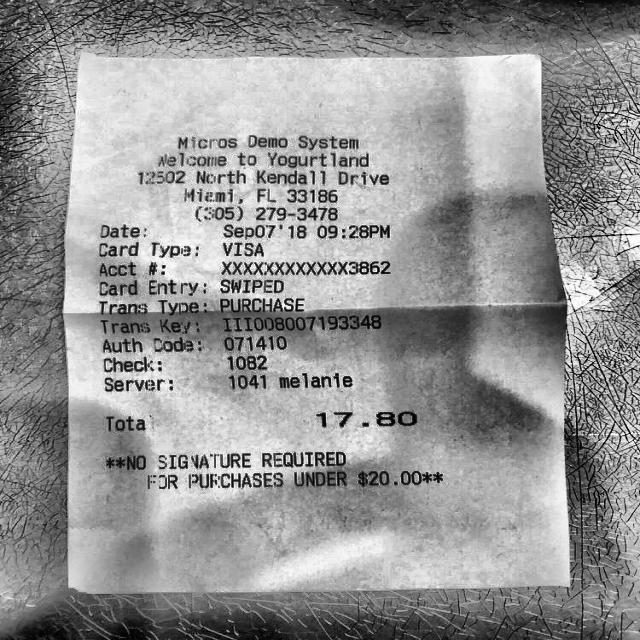 Micros Demo System
Welcome to Yogurtland
12502 North Kendall Drive
Miami, FL 33186
(305) 279-3478
Date: Sep07'18 09:28PM
Card Type: VISA
Acct #: XXXXXXXXXXXX3862
Card Entry: SWIPED
Trans Type: PURCHASE
Trans Key: III008007193348
Auth Code: 071410
Check: 1082
Server: 1041 melanie
Total 17.80
**NO SIGNATURE REQUIRED
FOR PURCHASES UNDER $20.00**